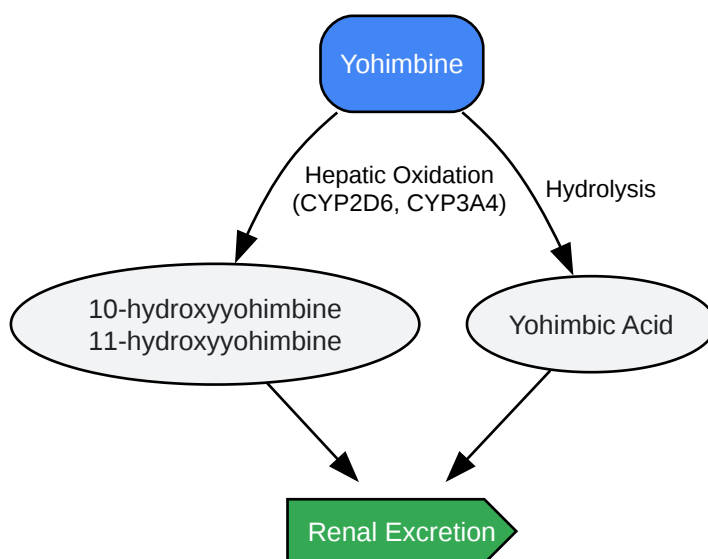 Yohimbine
Hepatic Oxidation
(CYP2D6, CYP3A4)
Hydrolysis
10-hydroxyyohimbine
11-hydroxyyohimbine
Yohimbic Acid
Renal Excretion